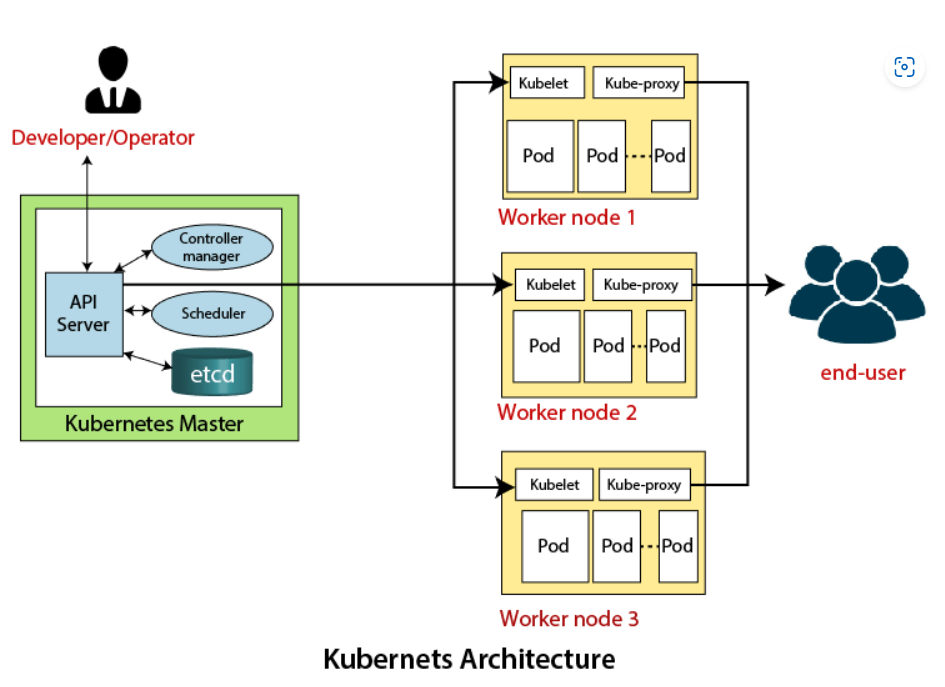 Developer/Operator
Controller
manager
API
Server
Scheduler
etcd
Kubernetes Master
Kubelet
Kube-proxy
Pod
Pod
Pod
Worker node 1
Kubelet
Kube-proxy
Pod
Pod
Pod
Worker node 2
Kubelet
Kube-proxy
Pod
Pod
Pod
Worker node 3
end-user
Kubernets Architecture